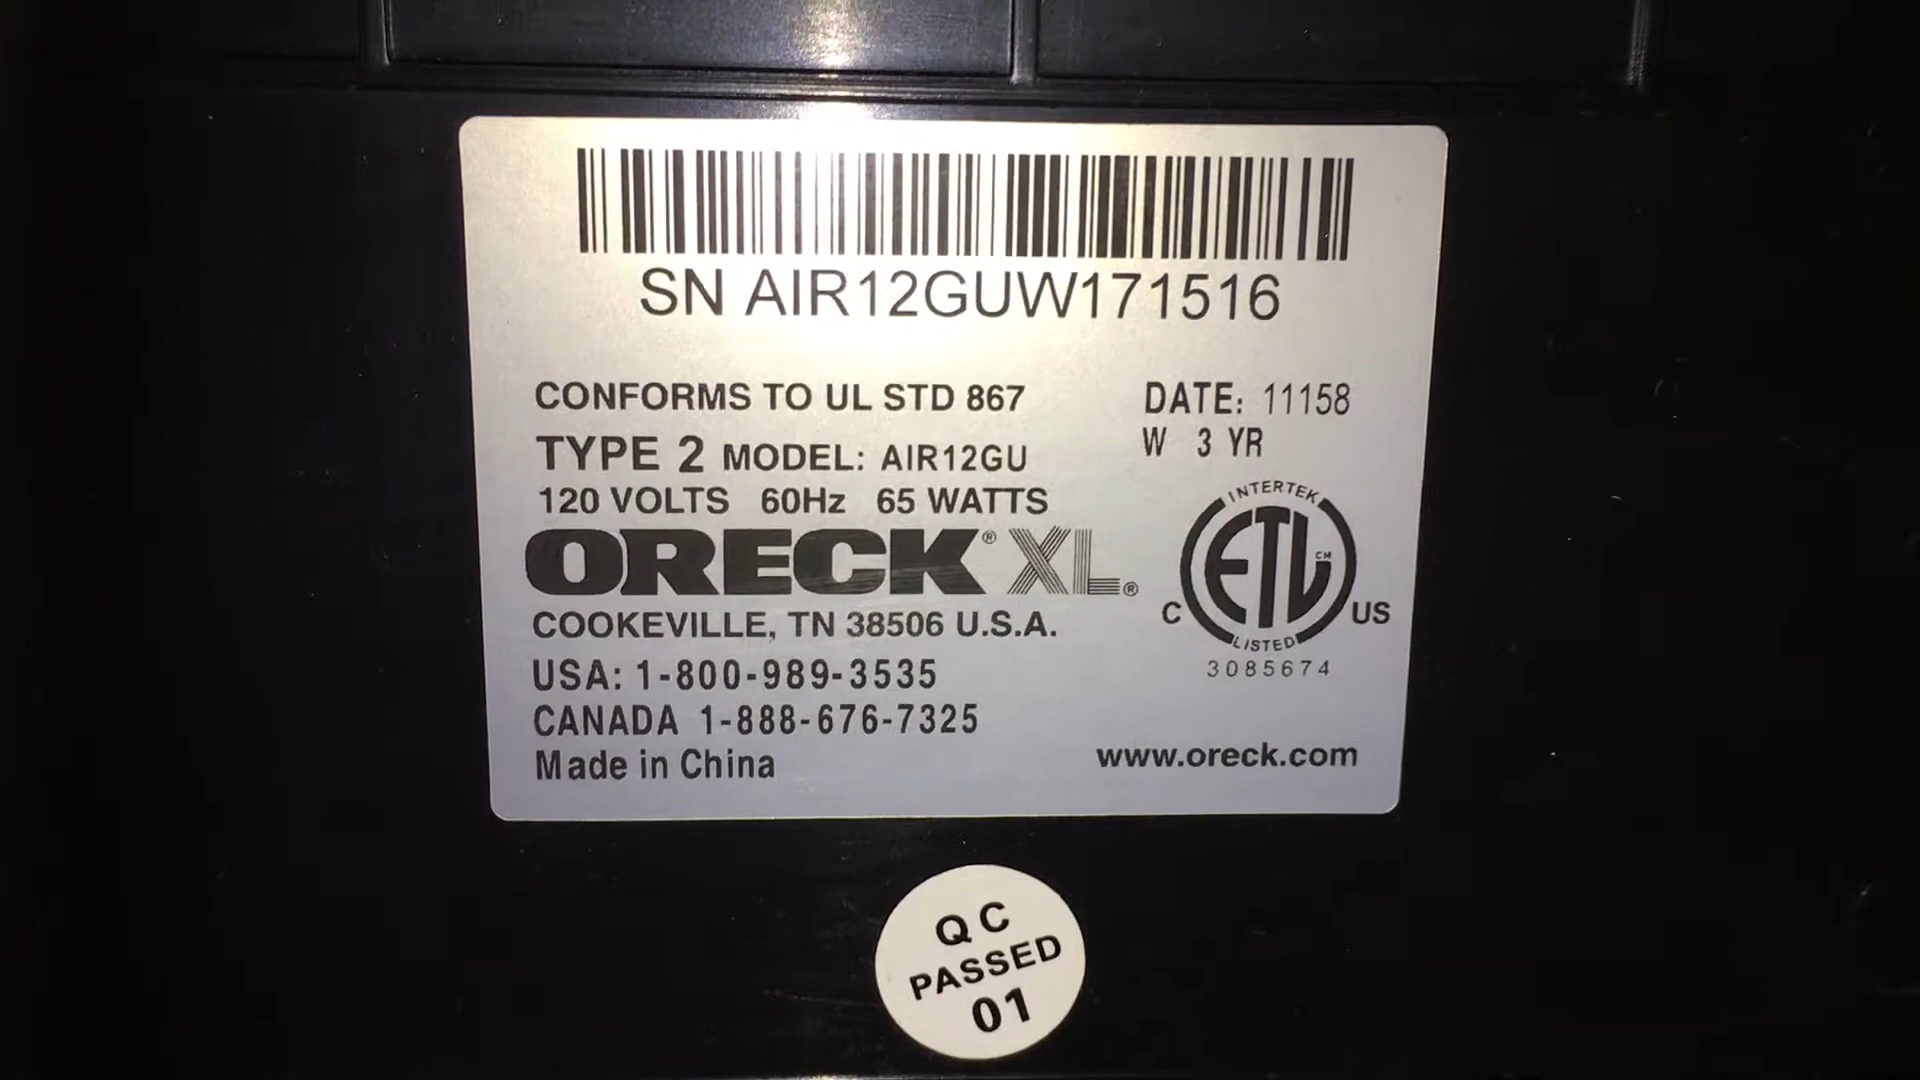 SN AIR12GUW171516
CONFORMS TO UL STD 867
DATE: 11158
TYPE 2 MODEL: AIR12GU
W 3 YR
120 VOLTS 60Hz 65 WATTS
ORECK® XL®
INTERTEK
ETL CM
C US
LISTED
3085674
COOKEVILLE, TN 38506 U.S.A.
USA: 1-800-989-3535
CANADA 1-888-676-7325
Made in China
www.oreck.com
QC
PASSED
01